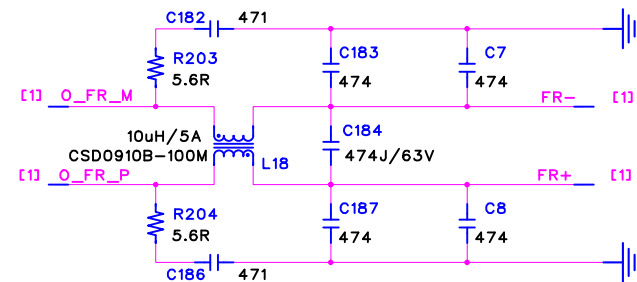 C182 471
R203
5.6R
C183
474
C7
474
[1] O_FR_M
FR- [1]
10uH/5A
CSD0910B-100M
L18
C184
474J/63V
[1] O_FR_P
FR+ [1]
R204
5.6R
C187
474
C8
474
C186 471